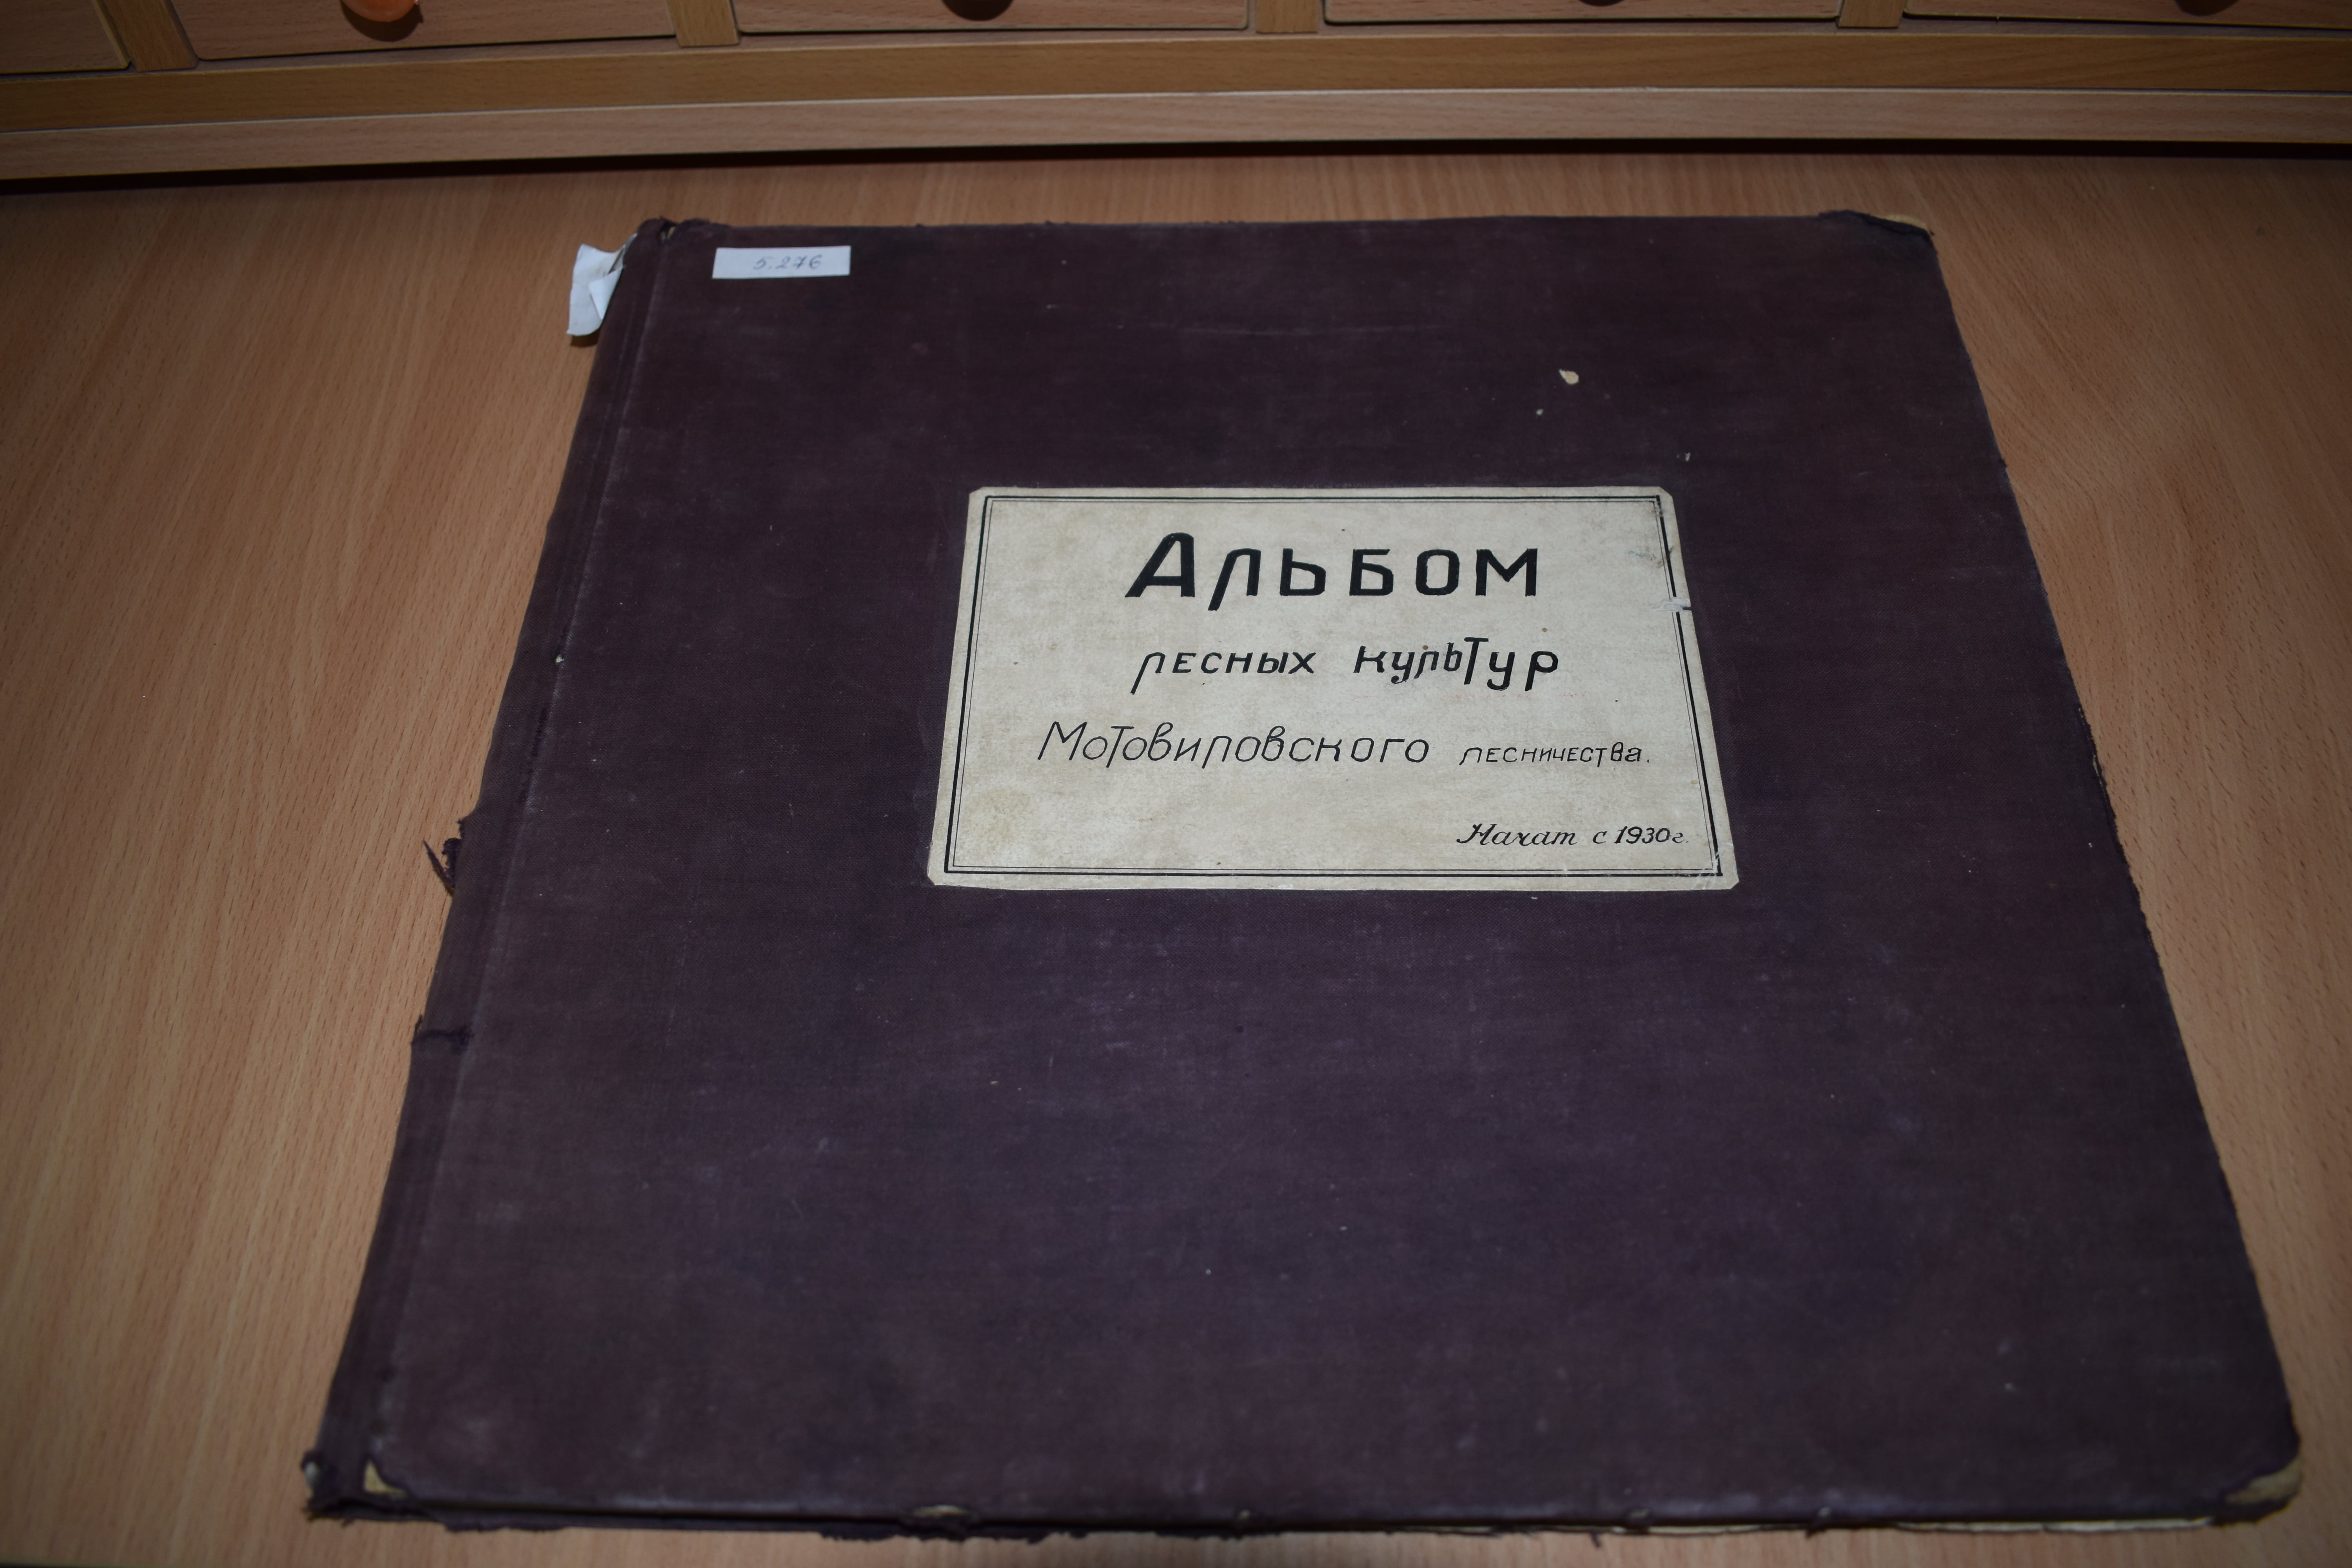 5.276
Альбом
лесных культур
Мотовиловского лесничества.
Начат с 1930г.